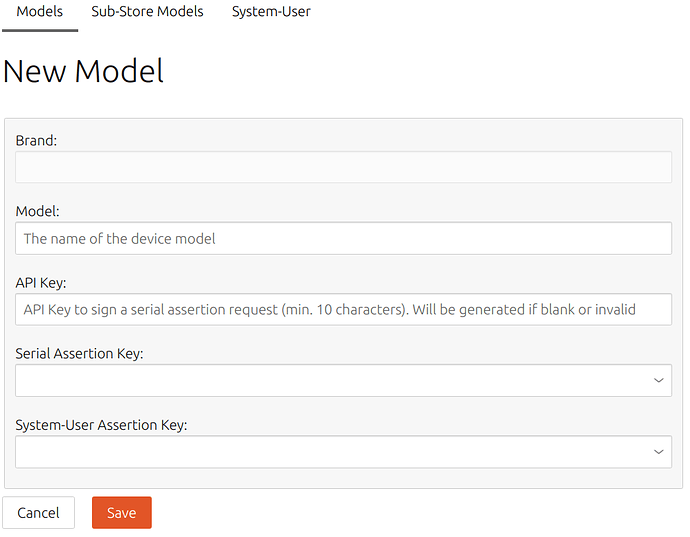 Models Sub-Store Models System-User
New Model
Brand:
Model:
The name of the device model
API Key:
API Key to sign a serial assertion request (min. 10 characters). Will be generated if blank or invalid
Serial Assertion Key:
System-User Assertion Key:
Cancel Save